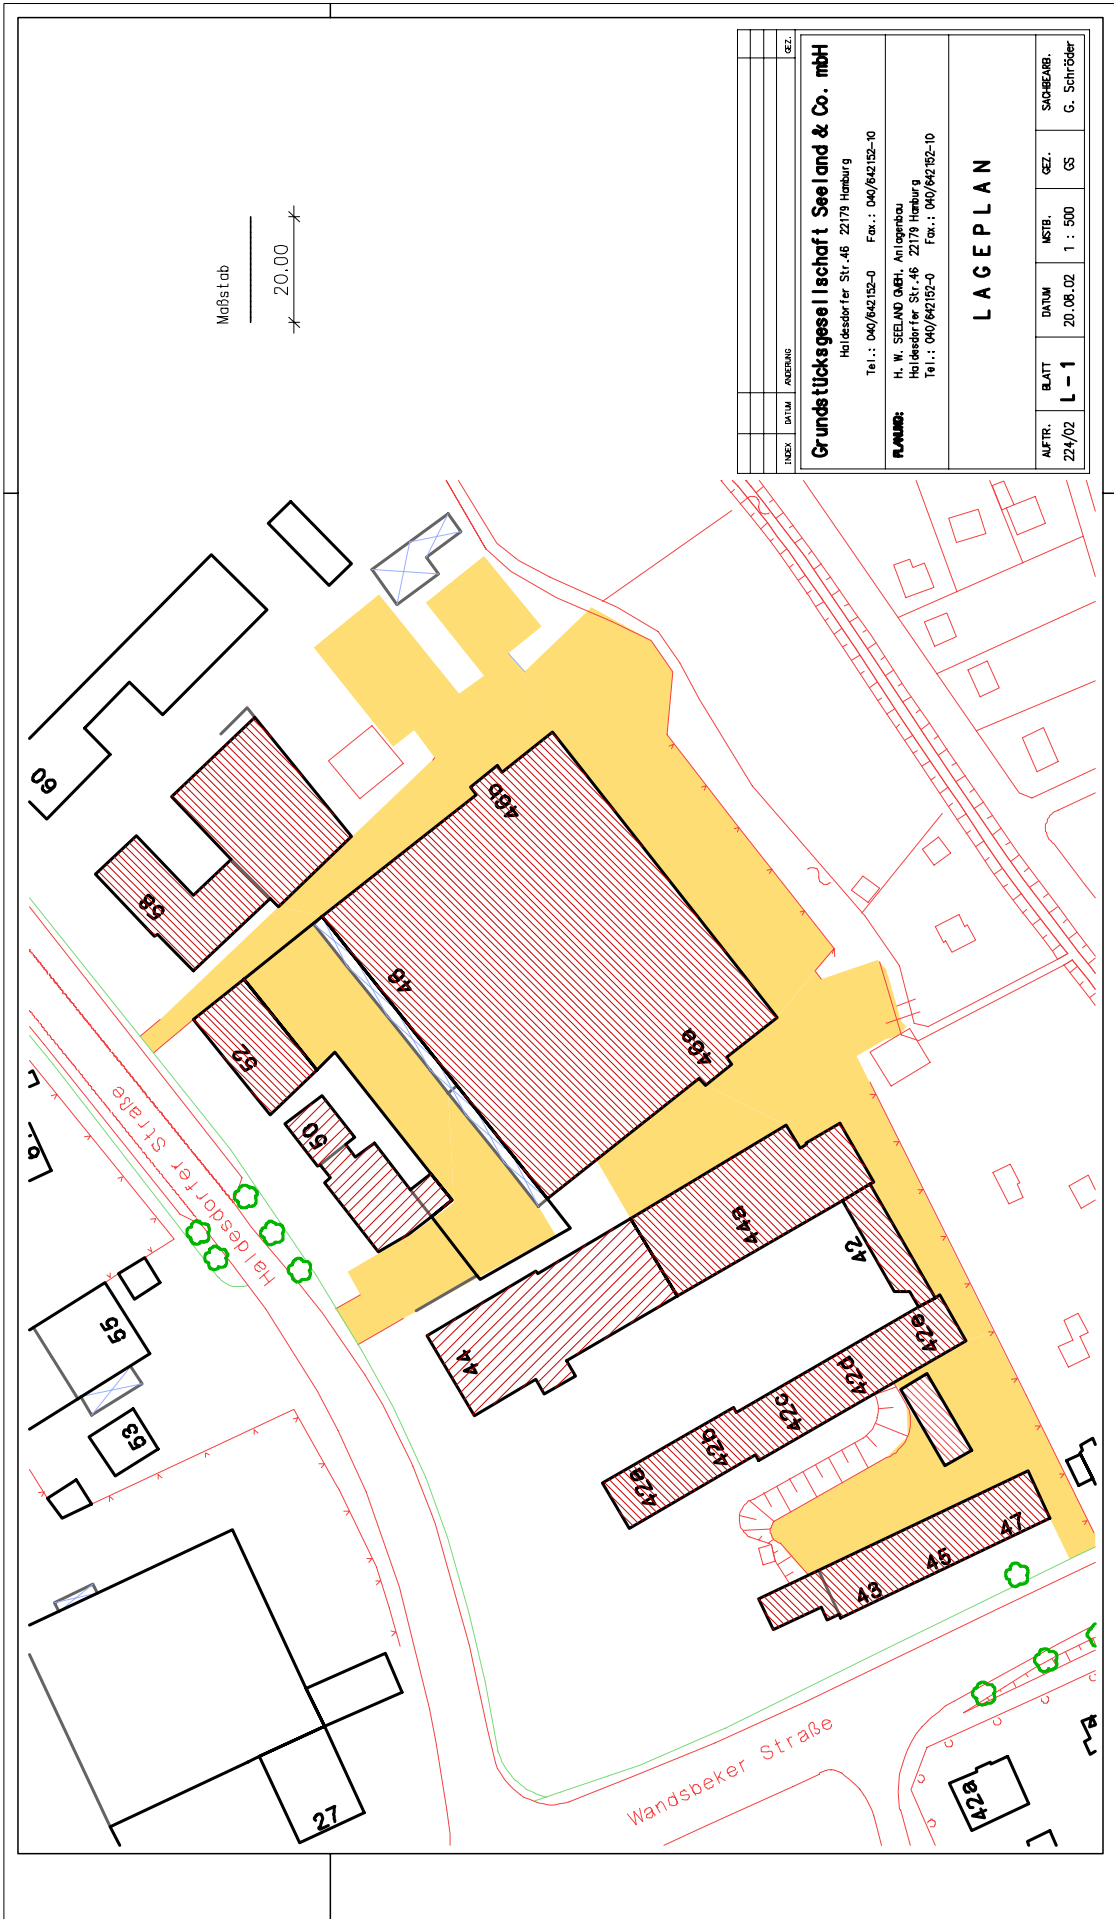 Maßstab
20.00
INDEX DATUM ÄNDERUNG GEZ.
Grundstücksgesellschaft Seeland & Co. mbH
Haldesdorfer Str.46 22179 Hamburg
Tel.: 040/642152-0 Fax.: 040/642152-10
PLANUNG: H. W. SEELAND GMBH. Anlagenbau
Haldesdorfer Str.46 22179 Hamburg
Tel.: 040/642152-0 Fax.: 040/642152-10
LAGEPLAN
AUFTR. BLATT DATUM MSTB. GEZ. SACHBEARB.
224/02 L-1 20.08.02 1 : 500 GS G. Schröder
60
58
46b
46
46a
52
50
Haldesdorfer Straße
55
53
44
44a
42
42a
42b
42c
42d
42e
43
45
47
27
Wandsbeker Straße
42a